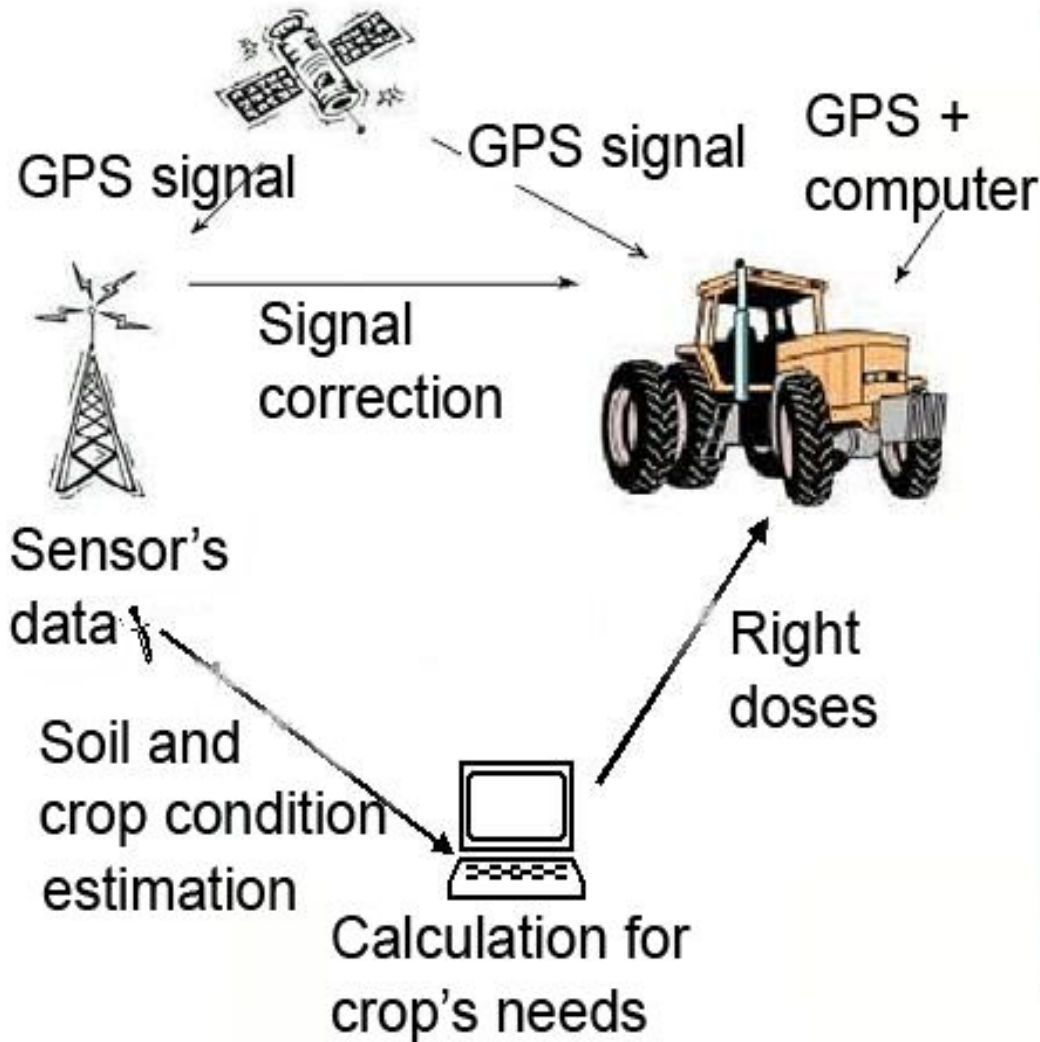 GPS signal
GPS signal
GPS +
computer
Signal
correction
Sensor’s
data
Right
doses
Soil and
crop condition
estimation
Calculation for
crop’s needs